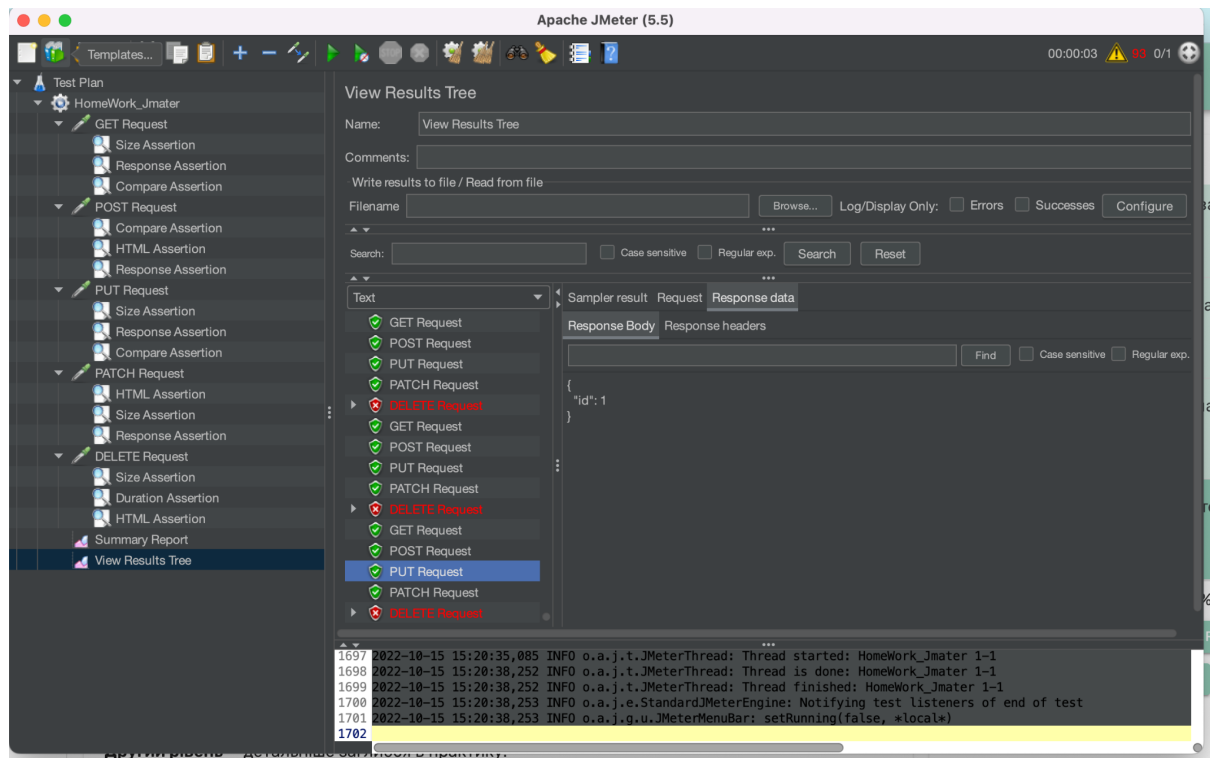 Apache JMeter (5.5)
Templates...
00:00:03 93 0/1
Test Plan
HomeWork_Jmater
GET Request
Size Assertion
Response Assertion
Compare Assertion
POST Request
Compare Assertion
HTML Assertion
Response Assertion
PUT Request
Size Assertion
Response Assertion
Compare Assertion
PATCH Request
HTML Assertion
Size Assertion
Response Assertion
DELETE Request
Size Assertion
Duration Assertion
HTML Assertion
Summary Report
View Results Tree
View Results Tree
Name: View Results Tree
Comments:
Write results to file / Read from file
Filename Browse... Log/Display Only: Errors Successes Configure
Search: Case sensitive Regular exp. Search Reset
Text
GET Request
POST Request
PUT Request
PATCH Request
DELETE Request
GET Request
POST Request
PUT Request
PATCH Request
DELETE Request
GET Request
POST Request
PUT Request
PATCH Request
DELETE Request
Sampler result Request Response data
Response Body Response headers
Find Case sensitive Regular exp.
{
"id": 1
}
1697 2022-10-15 15:20:35,085 INFO o.a.j.t.JMeterThread: Thread started: HomeWork_Jmater 1-1
1698 2022-10-15 15:20:38,252 INFO o.a.j.t.JMeterThread: Thread is done: HomeWork_Jmater 1-1
1699 2022-10-15 15:20:38,252 INFO o.a.j.t.JMeterThread: Thread finished: HomeWork_Jmater 1-1
1700 2022-10-15 15:20:38,253 INFO o.a.j.e.StandardJMeterEngine: Notifying test listeners of end of test
1701 2022-10-15 15:20:38,253 INFO o.a.j.g.u.JMeterMenuBar: setRunning(false, *local*)
1702